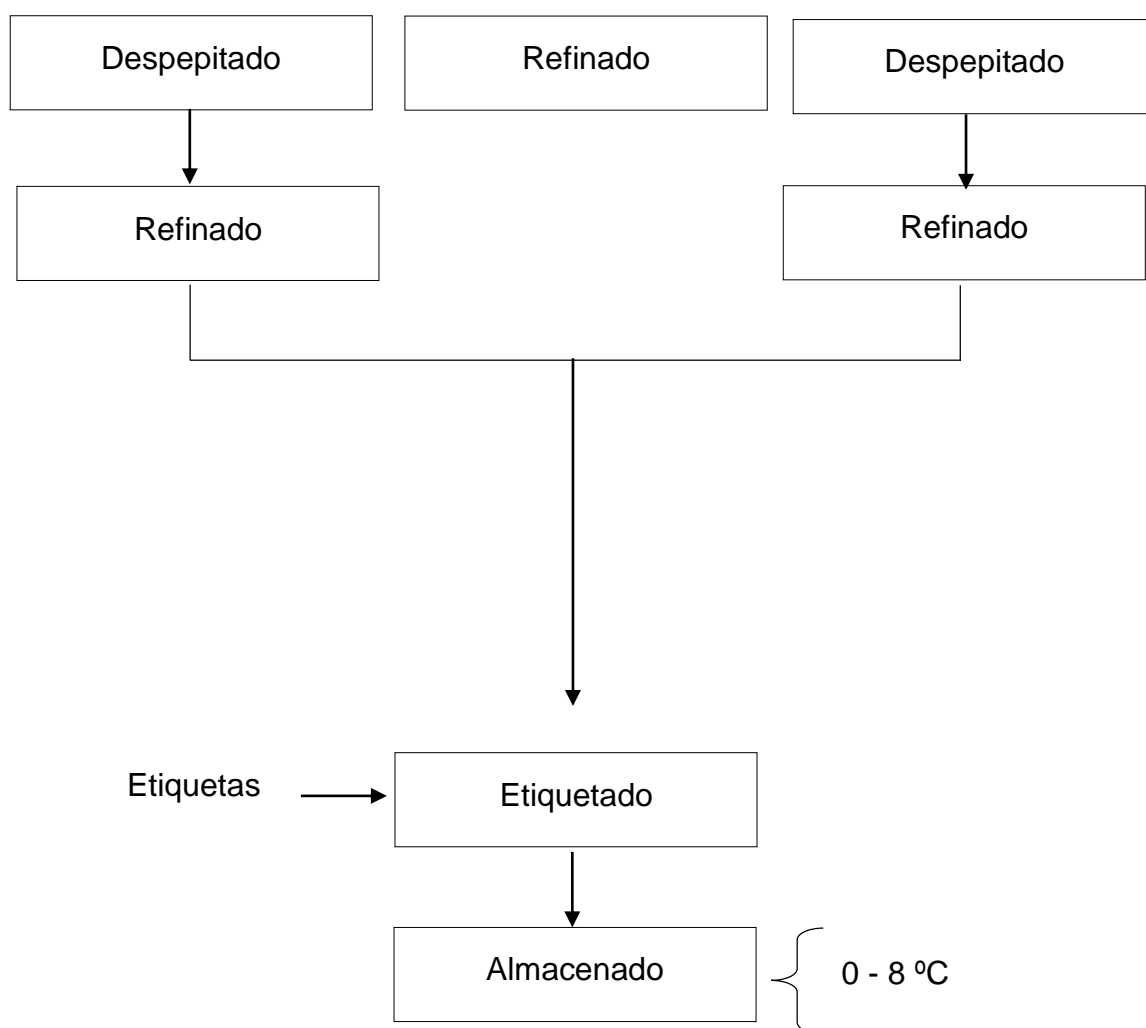 Despepitado
Refinado
Despepitado
Refinado
Refinado
Etiquetas
Etiquetado
Almacenado
0 - 8 ºC